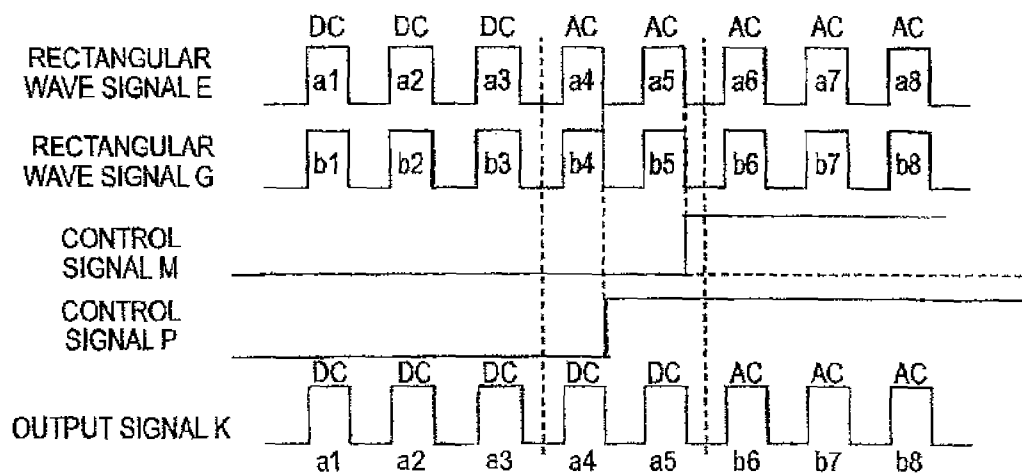 DC DC DC AC AC AC AC AC
RECTANGULAR
WAVE SIGNAL E
a1 a2 a3 a4 a5 a6 a7 a8
RECTANGULAR
WAVE SIGNAL G
b1 b2 b3 b4 b5 b6 b7 b8
CONTROL
SIGNAL M
CONTROL
SIGNAL P
DC DC DC DC DC AC AC AC
OUTPUT SIGNAL K
a1 a2 a3 a4 a5 b6 b7 b8